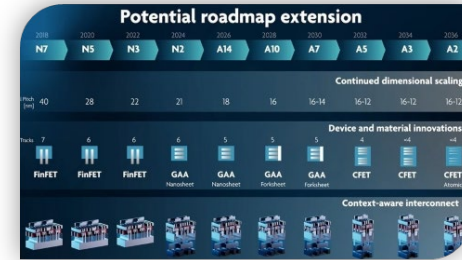 Potential roadmap extension
2018 2020 2022 2024 2026 2028 2030 2032 2034 2036
N7 N5 N3 N2 A14 A10 A7 A5 A3 A2
Continued dimensional scaling
Pitch 40 28 22 21 18 16 16-14 16-12 16-12 16-12
[nm]
Device and material innovations
Tracks 7 6 6 6 5 5 5 4 <4 <4
FinFET FinFET FinFET GAA GAA GAA GAA CFET CFET CFET
Nanosheet Nanosheet Forksheet Forksheet Atomic
Context-aware interconnect